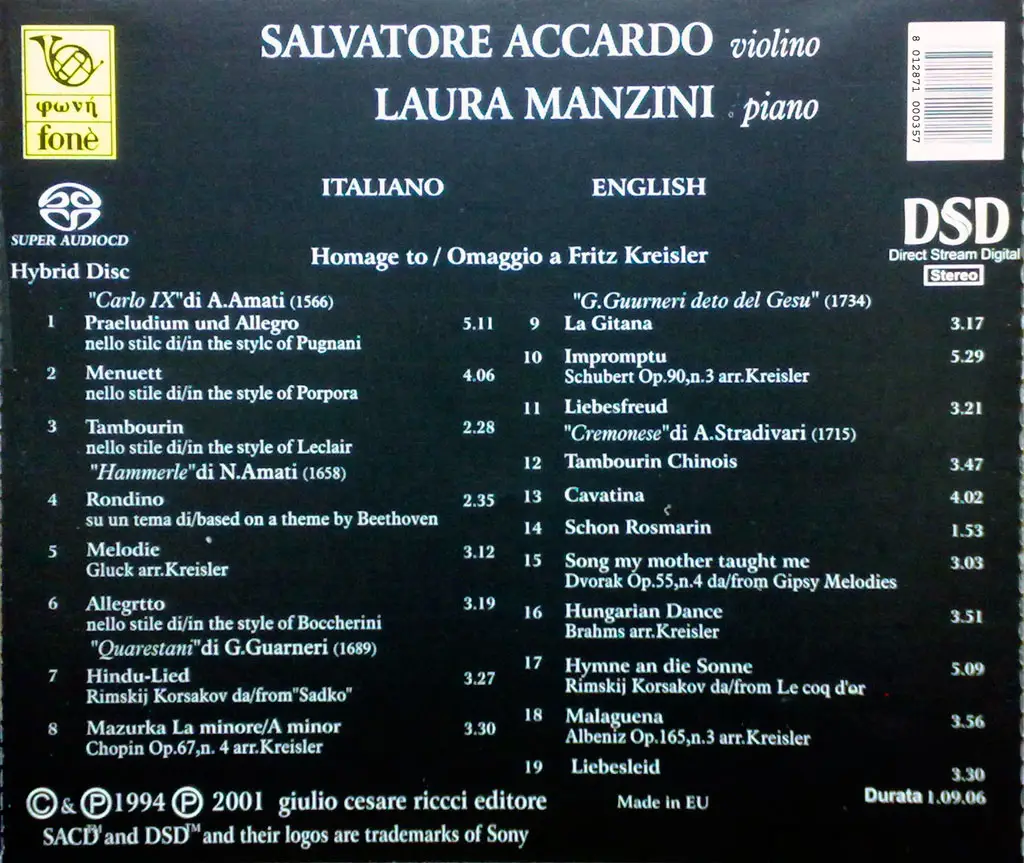 SALVATORE ACCARDO violino
LAURA MANZINI piano
φωνή
fonè
8 012871 000357
SUPER AUDIOCD
Hybrid Disc
DSD
Direct Stream Digital
Stereo
ITALIANO ENGLISH
Homage to / Omaggio a Fritz Kreisler
"Carlo IX"di A.Amati (1566)
1 Praeludium und Allegro 5.11
nello stilc di/in the stylc of Pugnani
2 Menuett 4.06
nello stile di/in the style of Porpora
3 Tambourin 2.28
nello stile di/in the style of Leclair
"Hammerle"di N.Amati (1658)
4 Rondino 2.35
su un tema di/based on a theme by Beethoven
5 Melodie 3.12
Gluck arr.Kreisler
6 Allegrtto 3.19
nello stile di/in the style of Boccherini
"Quarestani"di G.Guarneri (1689)
7 Hindu-Lied 3.27
Rimskij Korsakov da/from"Sadko"
8 Mazurka La minore/A minor 3.30
Chopin Op.67,n. 4 arr.Kreisler
"G.Guurneri deto del Gesu" (1734)
9 La Gitana 3.17
10 Impromptu 5.29
Schubert Op.90,n.3 arr.Kreisler
11 Liebesfreud 3.21
"Cremonese"di A.Stradivari (1715)
12 Tambourin Chinois 3.47
13 Cavatina 4.02
14 Schon Rosmarin 1.53
15 Song my mother taught me 3.03
Dvorak Op.55,n.4 da/from Gipsy Melodies
16 Hungarian Dance 3.51
Brahms arr.Kreisler
17 Hymne an die Sonne 5.09
Rimskij Korsakov da/from Le coq d'or
18 Malaguena 3.56
Albeniz Op.165,n.3 arr.Kreisler
19 Liebesleid 3.30
© & ℗ 1994 ℗ 2001 giulio cesare riccci editore
Made in EU
Durata 1.09.06
SACD™ and DSD™ and their logos are trademarks of Sony